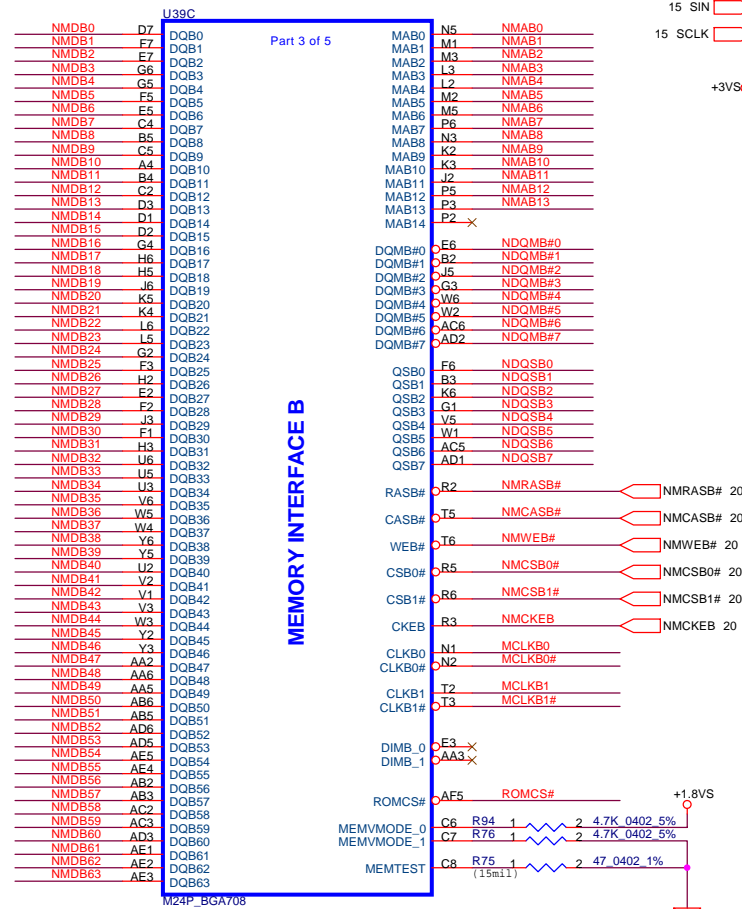 U39C
Part 3 of 5
NMDB0 D7 DQB0
NMDB1 F7 DQB1
NMDB2 E7 DQB2
NMDB3 G6 DQB3
NMDB4 G5 DQB4
NMDB5 F5 DQB5
NMDB6 E5 DQB6
NMDB7 C4 DQB7
NMDB8 B5 DQB8
NMDB9 C5 DQB9
NMDB10 A4 DQB10
NMDB11 B4 DQB11
NMDB12 C2 DQB12
NMDB13 D3 DQB13
NMDB14 D1 DQB14
NMDB15 D2 DQB15
NMDB16 G4 DQB16
NMDB17 H6 DQB17
NMDB18 H5 DQB18
NMDB19 J6 DQB19
NMDB20 K5 DQB20
NMDB21 K4 DQB21
NMDB22 L6 DQB22
NMDB23 L5 DQB23
NMDB24 G2 DQB24
NMDB25 F3 DQB25
NMDB26 H2 DQB26
NMDB27 E2 DQB27
NMDB28 F2 DQB28
NMDB29 J3 DQB29
NMDB30 F1 DQB30
NMDB31 H3 DQB31
NMDB32 U6 DQB32
NMDB33 U5 DQB33
NMDB34 U3 DQB34
NMDB35 V6 DQB35
NMDB36 W5 DQB36
NMDB37 W4 DQB37
NMDB38 Y6 DQB38
NMDB39 Y5 DQB39
NMDB40 U2 DQB40
NMDB41 V2 DQB41
NMDB42 V1 DQB42
NMDB43 V3 DQB43
NMDB44 W3 DQB44
NMDB45 Y2 DQB45
NMDB46 Y3 DQB46
NMDB47 AA2 DQB47
NMDB48 AA6 DQB48
NMDB49 AA5 DQB49
NMDB50 AB6 DQB50
NMDB51 AB5 DQB51
NMDB52 AD6 DQB52
NMDB53 AD5 DQB53
NMDB54 AE5 DQB54
NMDB55 AE4 DQB55
NMDB56 AB2 DQB56
NMDB57 AB3 DQB57
NMDB58 AC2 DQB58
NMDB59 AC3 DQB59
NMDB60 AD3 DQB60
NMDB61 AE1 DQB61
NMDB62 AE2 DQB62
NMDB63 AE3 DQB63
MEMORY INTERFACE B
MAB0 N5 NMAB0
MAB1 M1 NMAB1
MAB2 M3 NMAB2
MAB3 L3 NMAB3
MAB4 L2 NMAB4
MAB5 M2 NMAB5
MAB6 M5 NMAB6
MAB7 P6 NMAB7
MAB8 N3 NMAB8
MAB9 K2 NMAB9
MAB10 K3 NMAB10
MAB11 J2 NMAB11
MAB12 P5 NMAB12
MAB13 P3 NMAB13
MAB14 P2
DQMB#0 E6 NDQMB#0
DQMB#1 B2 NDQMB#1
DQMB#2 J5 NDQMB#2
DQMB#3 G3 NDQMB#3
DQMB#4 W6 NDQMB#4
DQMB#5 W2 NDQMB#5
DQMB#6 AC6 NDQMB#6
DQMB#7 AD2 NDQMB#7
QSB0 F6 NDQSB0
QSB1 B3 NDQSB1
QSB2 K6 NDQSB2
QSB3 G1 NDQSB3
QSB4 V5 NDQSB4
QSB5 W1 NDQSB5
QSB6 AC5 NDQSB6
QSB7 AD1 NDQSB7
RASB# R2 NMRASB# NMRASB# 20
CASB# T5 NMCASB# NMCASB# 20
WEB# T6 NMWEB# NMWEB# 20
CSB0# R5 NMCSB0# NMCSB0# 20
CSB1# R6 NMCSB1# NMCSB1# 20
CKEB R3 NMCKEB NMCKEB 20
CLKB0 N1 MCLKB0
CLKB0# N2 MCLKB0#
CLKB1 T2 MCLKB1
CLKB1# T3 MCLKB1#
DIMB_0 E3
DIMB_1 AA3
ROMCS# AF5 ROMCS#
+1.8VS
MEMVMODE_0 C6 R94 1 2 4.7K_0402_5%
MEMVMODE_1 C7 R76 1 2 4.7K_0402_5%
MEMTEST C8 R75 1 2 47_0402_1%
(15mil)
M24P_BGA708
15 SIN
15 SCLK
+3VS